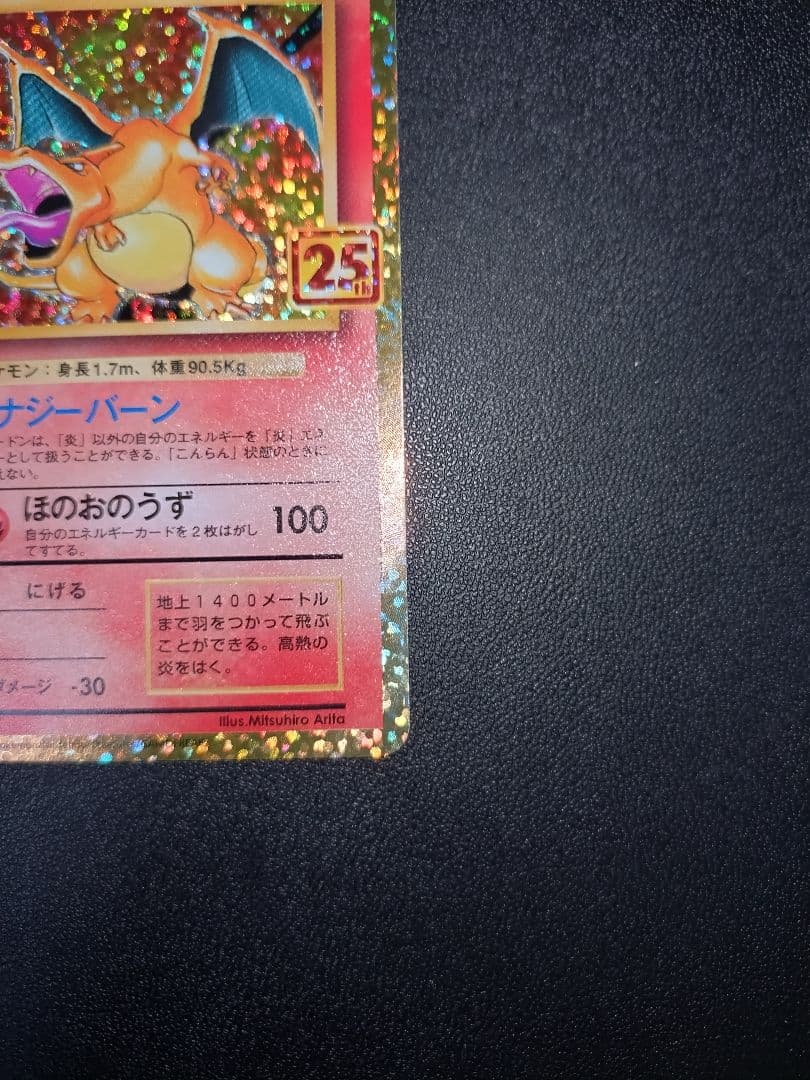 25th
ケモン：身長1.7m、体重90.5Kg
ナジーバーン
ードンは、「炎」以外の自分のエネルギーを「炎」エネ
ーとして扱うことができる。「こんらん」状態のときに
えない。
ほのおのうず 100
自分のエネルギーカードを2枚はがし
てすてる。
にげる
地上1400メートル
まで羽をつかって飛ぶ
ことができる。高熱の
炎をはく。
ダメージ -30
Illus.Mitsuhiro Arita